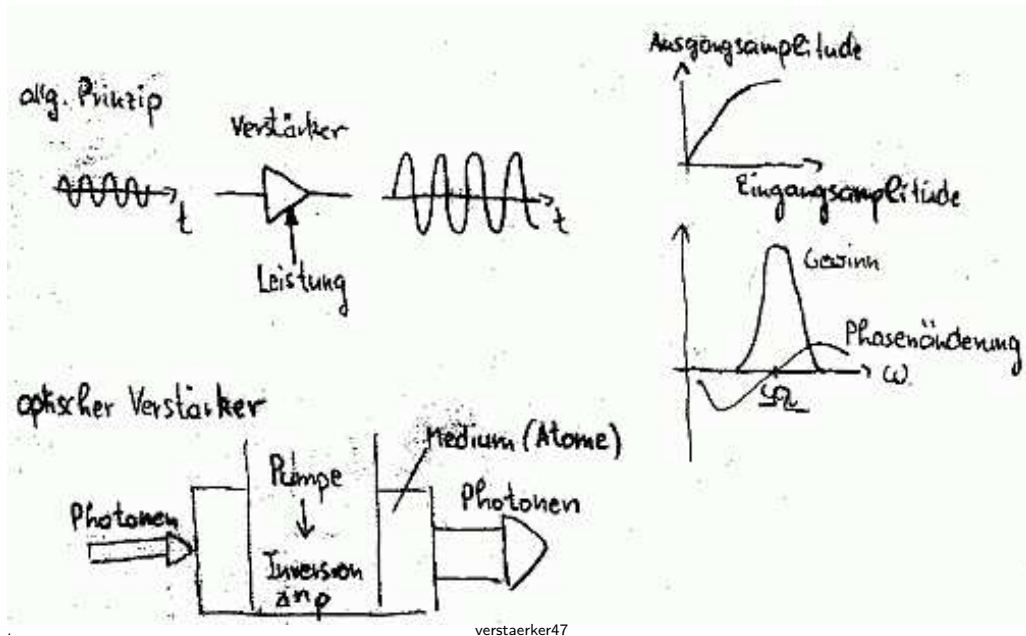 allg. Prinzip
Verstärker
t
Leistung
t
Ausgangsamplitude
Eingangsamplitude
Gewinn
Phasenänderung
ω
Ω
optischer Verstärker
Photonen
Pumpe
Inversion
Medium (Atome)
Photonen
verstaerker47